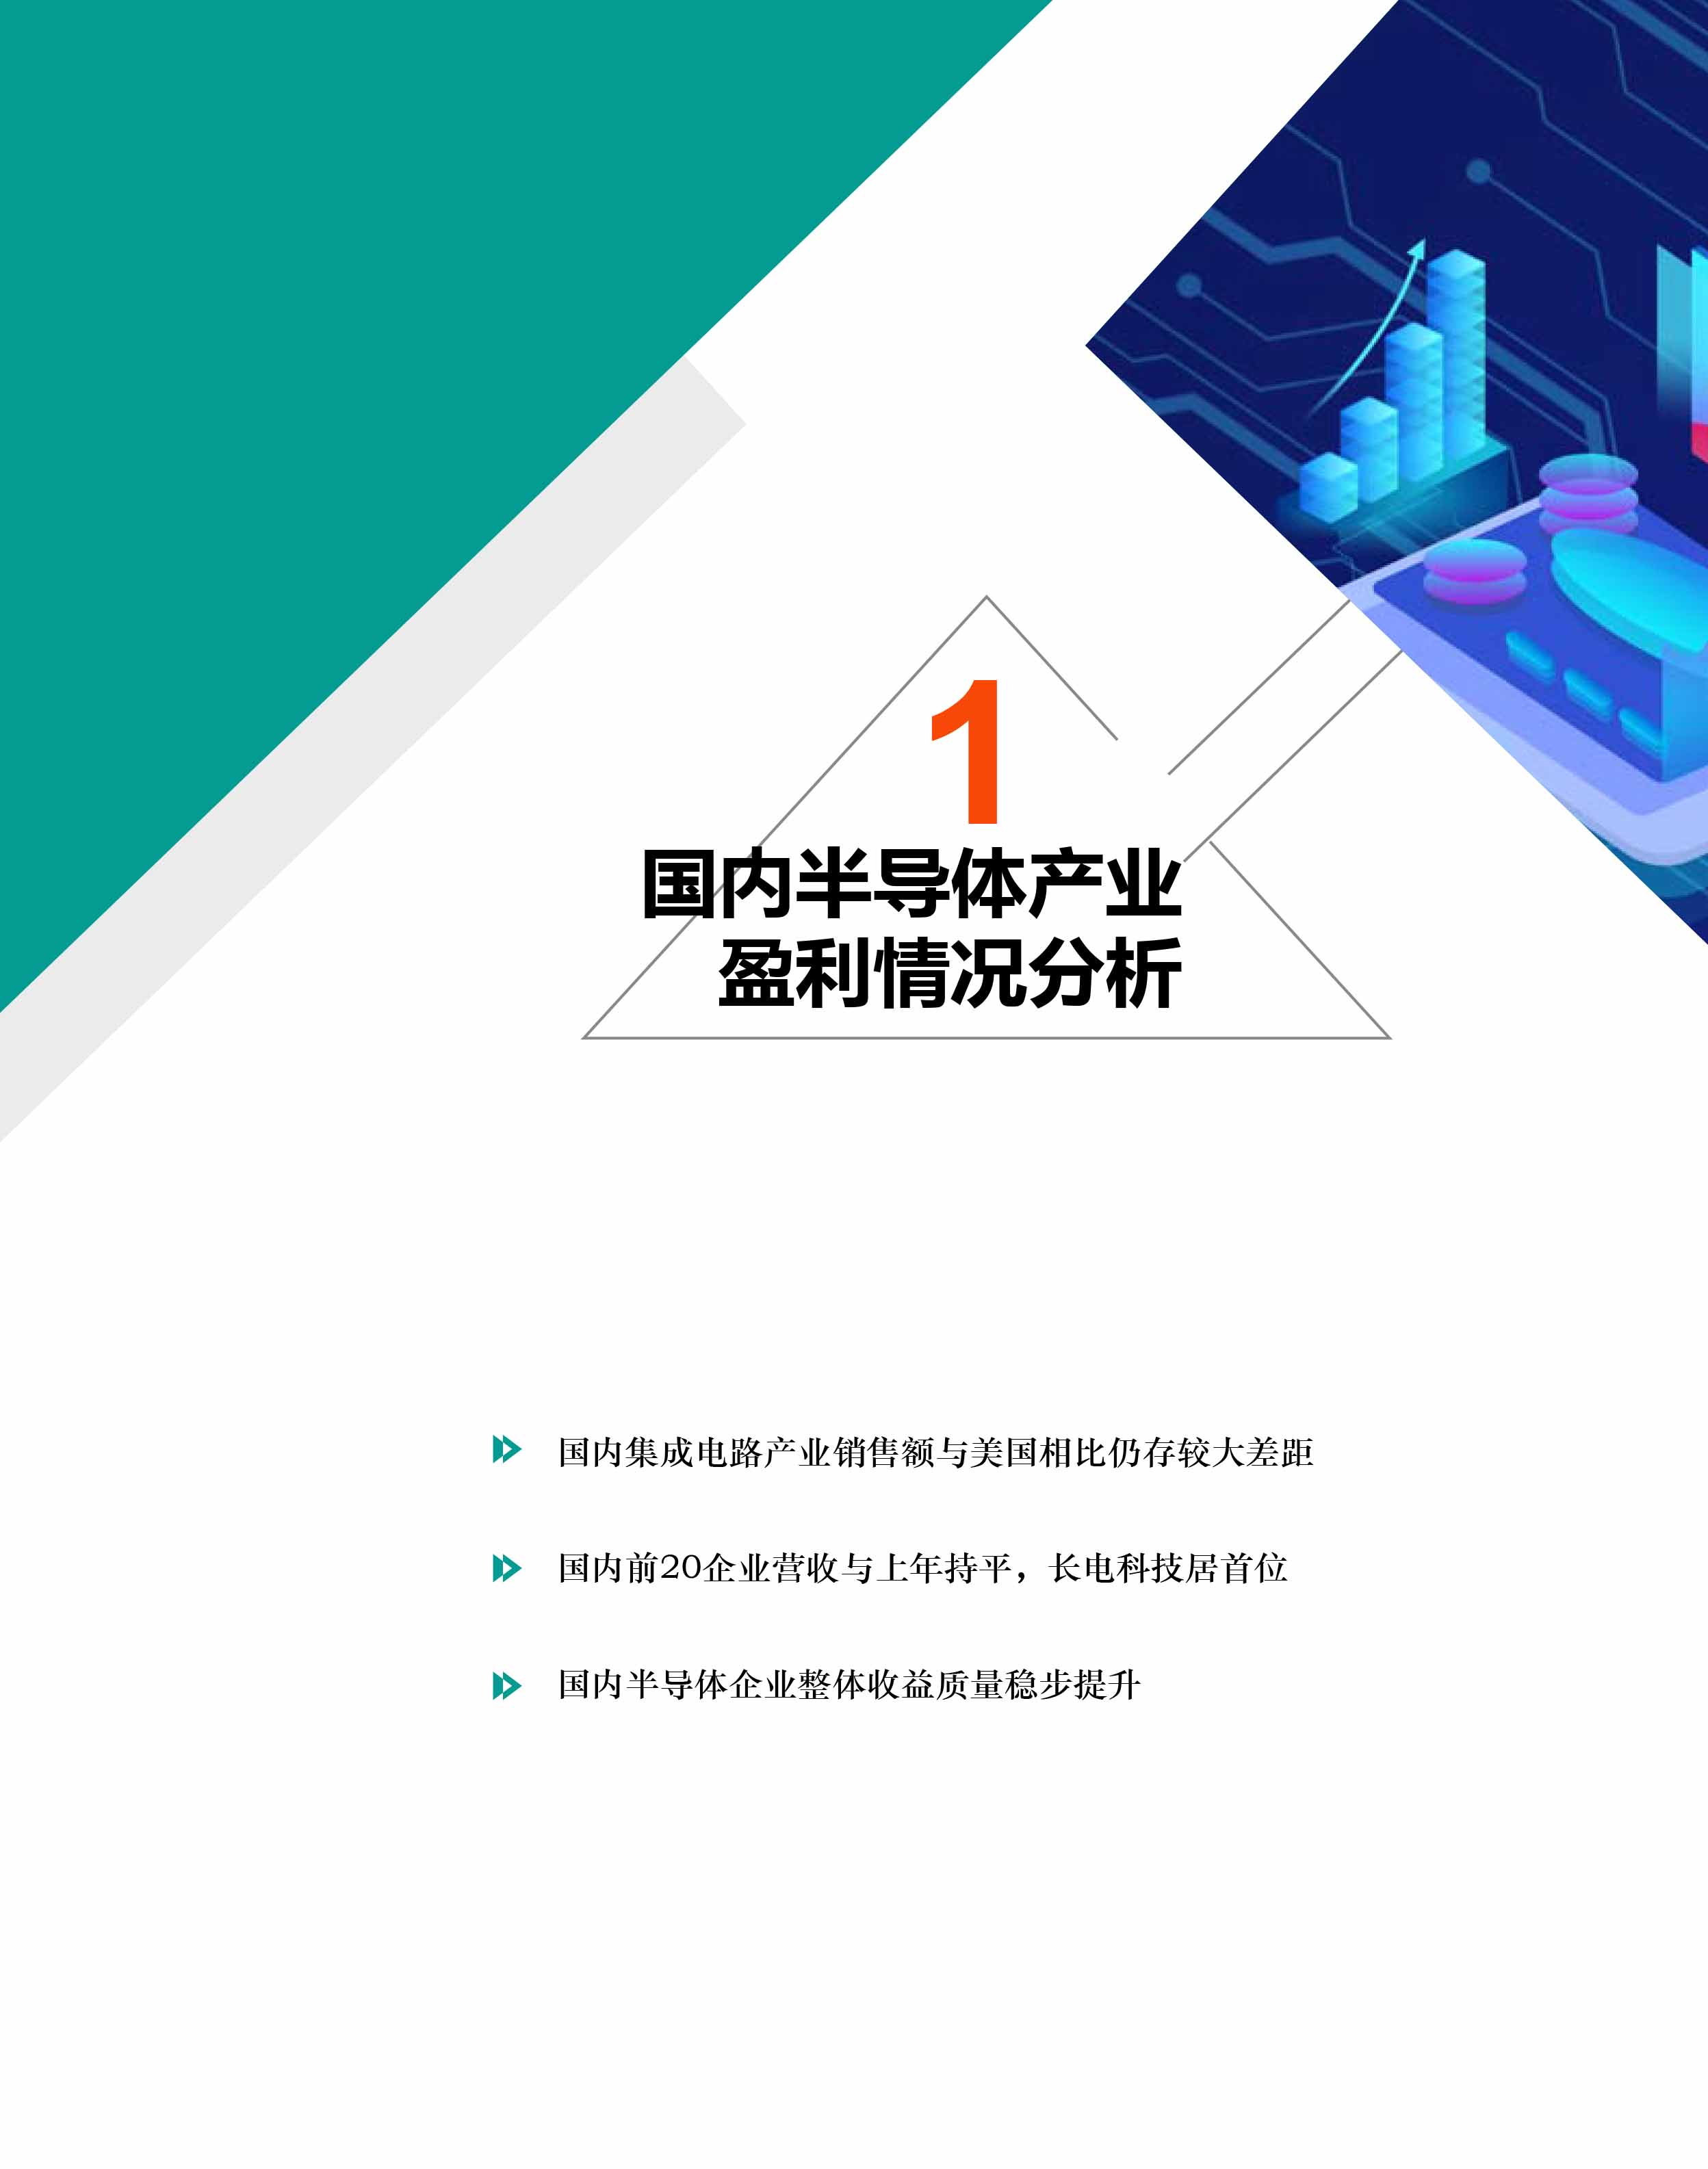 1
国内半导体产业
盈利情况分析
国内集成电路产业销售额与美国相比仍存较大差距
国内前20企业营收与上年持平，长电科技居首位
国内半导体企业整体收益质量稳步提升